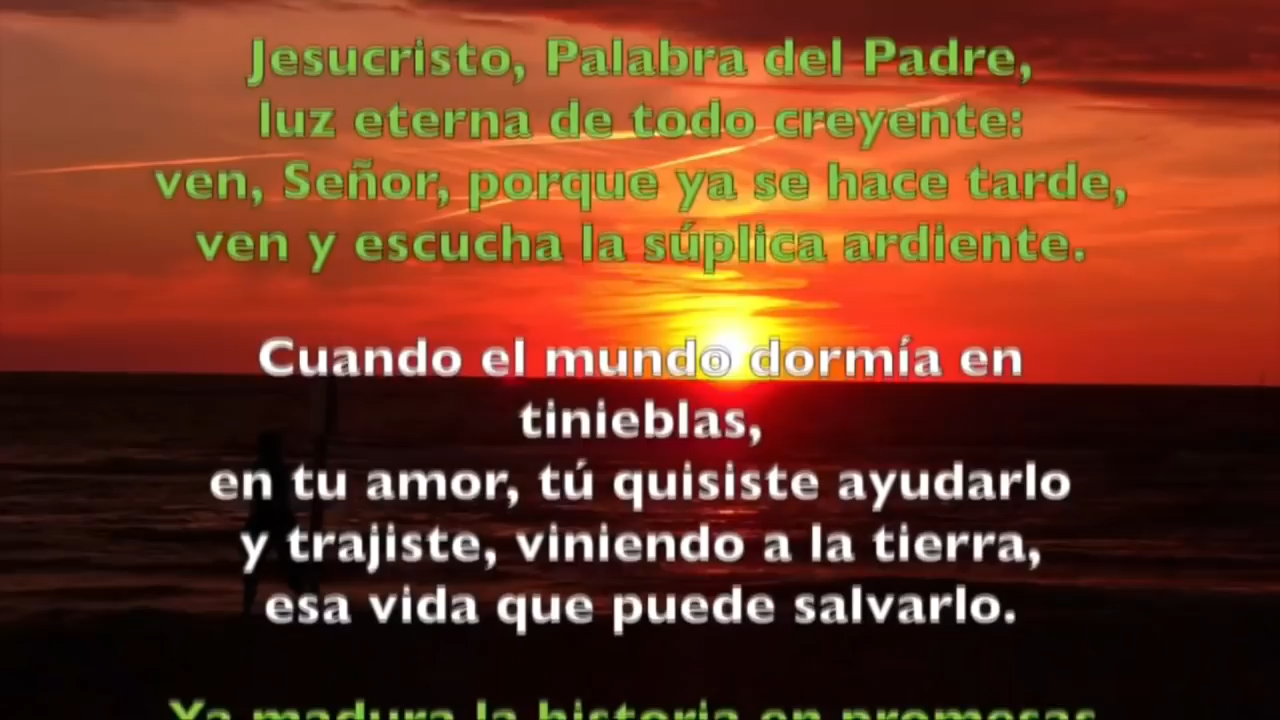 Jesucristo, Palabra del Padre,
luz eterna de todo creyente:
ven, Señor, porque ya se hace tarde,
ven y escucha la súplica ardiente.
Cuando el mundo dormía en
tinieblas,
en tu amor, tú quisiste ayudarlo
y trajiste, viniendo a la tierra,
esa vida que puede salvarlo.
Ya madura la historia en promesas